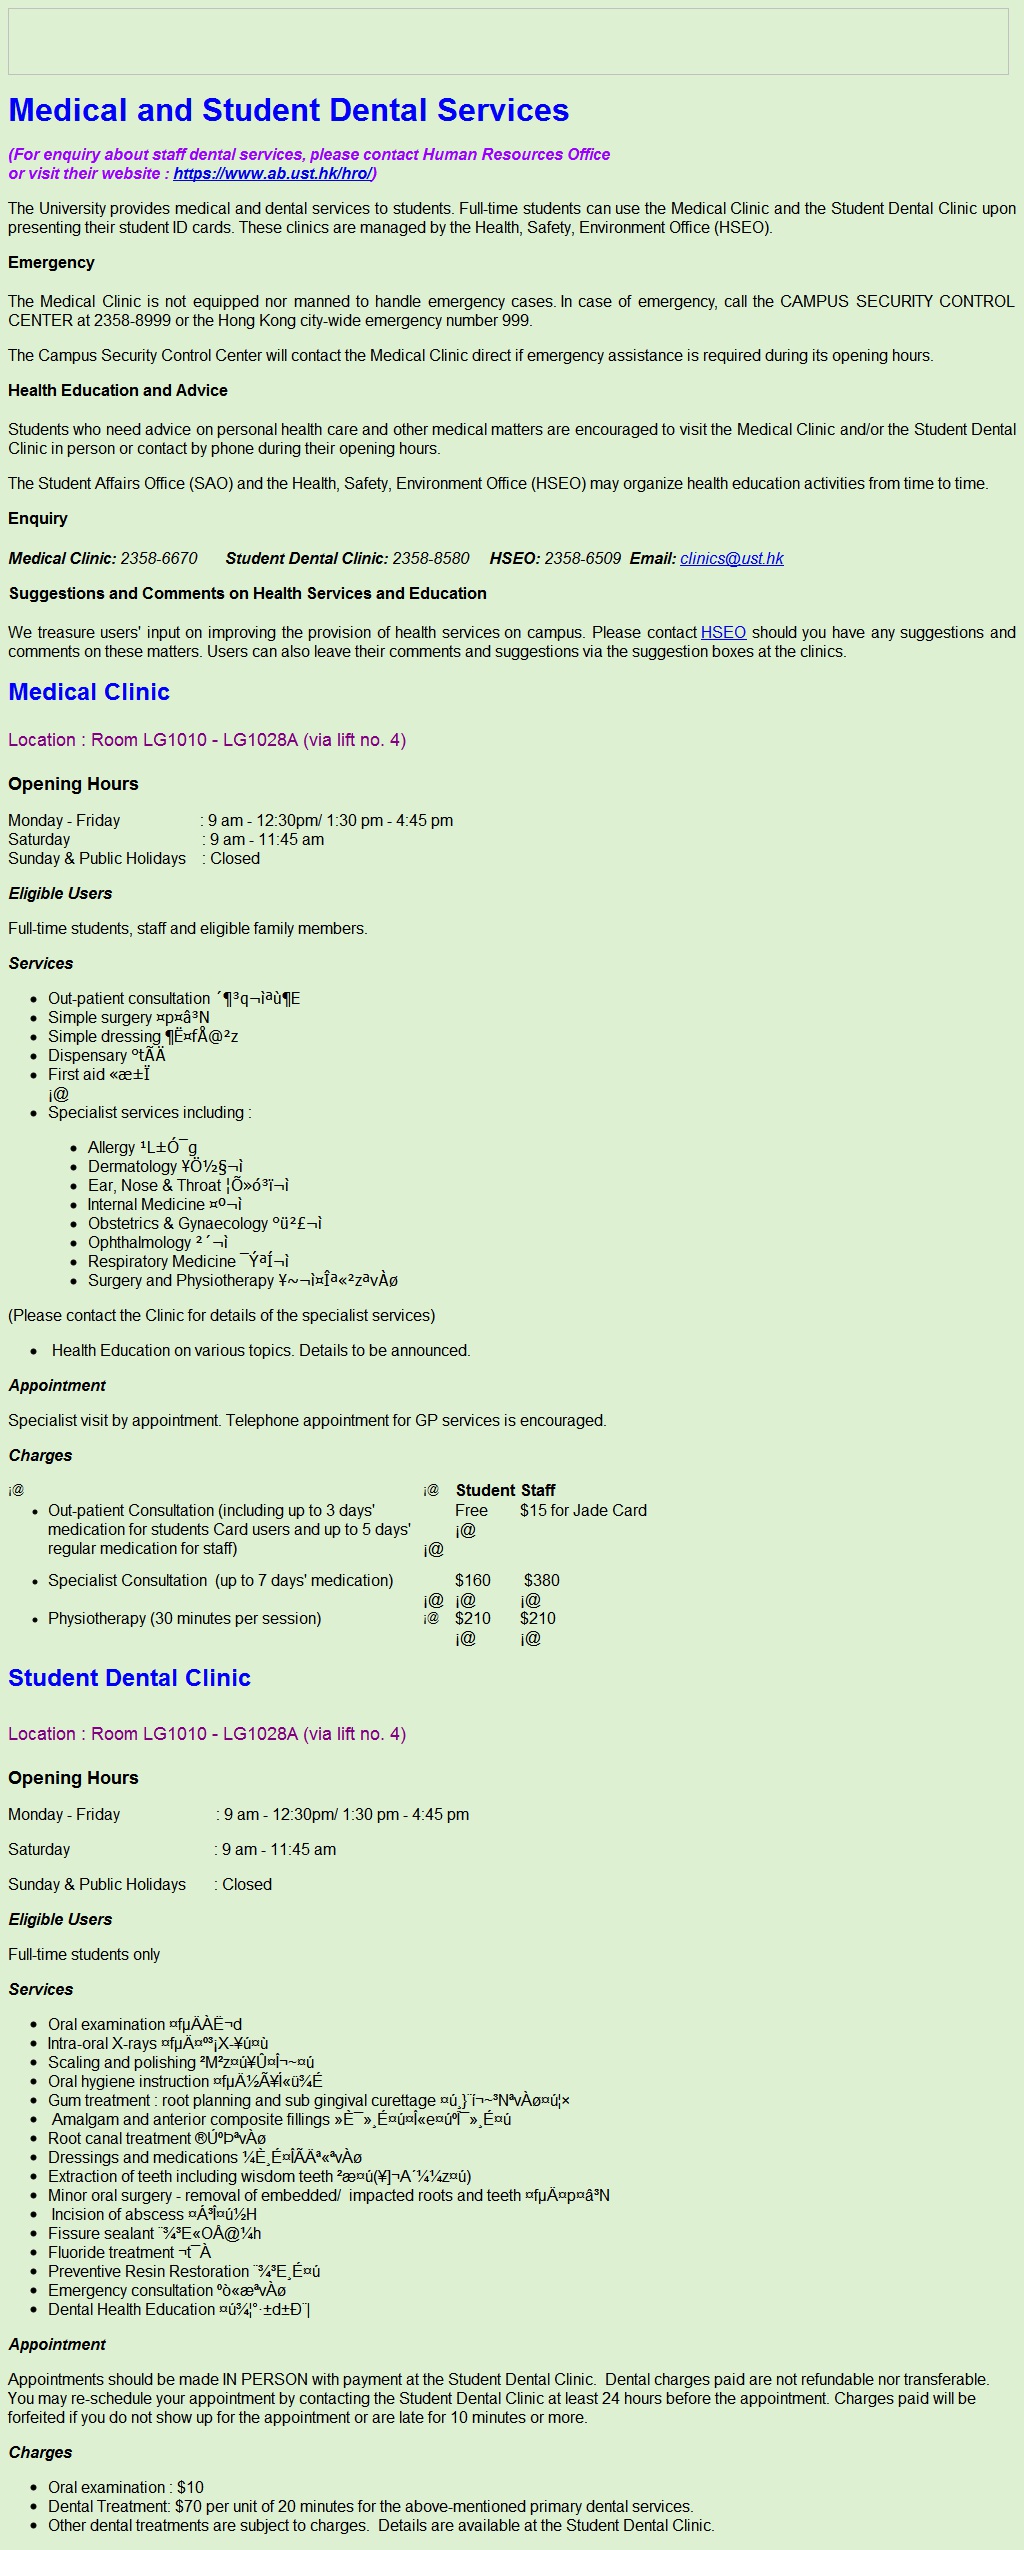 Medical and Student Dental Services
(For enquiry about staff dental services, please contact Human Resources Office
or visit their website : https://www.ab.ust.hk/hro/)
The University provides medical and dental services to students. Full-time students can use the Medical Clinic and the Student Dental Clinic upon
presenting their student ID cards. These clinics are managed by the Health, Safety, Environment Office (HSEO).
Emergency
The Medical Clinic is not equipped nor manned to handle emergency cases. In case of emergency, call the CAMPUS SECURITY CONTROL
CENTER at 2358-8999 or the Hong Kong city-wide emergency number 999.
The Campus Security Control Center will contact the Medical Clinic direct if emergency assistance is required during its opening hours.
Health Education and Advice
Students who need advice on personal health care and other medical matters are encouraged to visit the Medical Clinic and/or the Student Dental
Clinic in person or contact by phone during their opening hours.
The Student Affairs Office (SAO) and the Health, Safety, Environment Office (HSEO) may organize health education activities from time to time.
Enquiry
Medical Clinic: 2358-6670 Student Dental Clinic: 2358-8580 HSEO: 2358-6509 Email: clinics@ust.hk
Suggestions and Comments on Health Services and Education
We treasure users' input on improving the provision of health services on campus. Please contact HSEO should you have any suggestions and
comments on these matters. Users can also leave their comments and suggestions via the suggestion boxes at the clinics.
Medical Clinic
Location : Room LG1010 - LG1028A (via lift no. 4)
Opening Hours
Monday - Friday : 9 am - 12:30pm/ 1:30 pm - 4:45 pm
Saturday : 9 am - 11:45 am
Sunday & Public Holidays : Closed
Eligible Users
Full-time students, staff and eligible family members.
Services
• Out-patient consultation ´¶³q¬ìªù¶E
• Simple surgery ¤p¤â³N
• Simple dressing ¶Ë¤fÅ@²z
• Dispensary ºtÃÄ
• First aid «æ±Ï
¡@
• Specialist services including :
• Allergy ¹L±Ó¯g
• Dermatology ¥Ö½§¬ì
• Ear, Nose & Throat ¦Õ»ó³ï¬ì
• Internal Medicine ¤º¬ì
• Obstetrics & Gynaecology ºü²£¬ì
• Ophthalmology ²´¬ì
• Respiratory Medicine ¯ÝªÍ¬ì
• Surgery and Physiotherapy ¥~¬ì¤Îª«²zªvÀø
(Please contact the Clinic for details of the specialist services)
• Health Education on various topics. Details to be announced.
Appointment
Specialist visit by appointment. Telephone appointment for GP services is encouraged.
Charges
¡@ ¡@ Student Staff
• Out-patient Consultation (including up to 3 days' Free $15 for Jade Card
medication for students Card users and up to 5 days' ¡@
regular medication for staff) ¡@
• Specialist Consultation (up to 7 days' medication) $160 $380
¡@ ¡@ ¡@
• Physiotherapy (30 minutes per session) ¡@ $210 $210
¡@ ¡@
Student Dental Clinic
Location : Room LG1010 - LG1028A (via lift no. 4)
Opening Hours
Monday - Friday : 9 am - 12:30pm/ 1:30 pm - 4:45 pm
Saturday : 9 am - 11:45 am
Sunday & Public Holidays : Closed
Eligible Users
Full-time students only
Services
• Oral examination ¤fµÄÀË¬d
• Intra-oral X-rays ¤fµÄ¤º³¡X-¥ú¤ù
• Scaling and polishing ²M²z¤ú¥Û¤Î¬~¤ú
• Oral hygiene instruction ¤fµÄ½Ã¥Í«ü¾É
• Gum treatment : root planning and sub gingival curettage ¤ú¸}¨í¬~³NªvÀø¤ú¦×
• Amalgam and anterior composite fillings »È¯»¸É¤ú¤Î«e¤úºÎ¯»¸É¤ú
• Root canal treatment ®ÚºÞªvÀø
• Dressings and medications ¼È¸É¤ÎÃÄª«ªvÀø
• Extraction of teeth including wisdom teeth ²æ¤ú(¥]¬A´¼¼z¤ú)
• Minor oral surgery - removal of embedded/ impacted roots and teeth ¤fµÄ¤p¤â³N
• Incision of abscess ¤Á³Î¤ú½H
• Fissure sealant ¨¾³E«OÅ@¼h
• Fluoride treatment ¬t¯À
• Preventive Resin Restoration ¨¾³E¸É¤ú
• Emergency consultation ºò«æªvÀø
• Dental Health Education ¤ú¾¦°·±d±Ð¨|
Appointment
Appointments should be made IN PERSON with payment at the Student Dental Clinic. Dental charges paid are not refundable nor transferable.
You may re-schedule your appointment by contacting the Student Dental Clinic at least 24 hours before the appointment. Charges paid will be
forfeited if you do not show up for the appointment or are late for 10 minutes or more.
Charges
• Oral examination : $10
• Dental Treatment: $70 per unit of 20 minutes for the above-mentioned primary dental services.
• Other dental treatments are subject to charges. Details are available at the Student Dental Clinic.